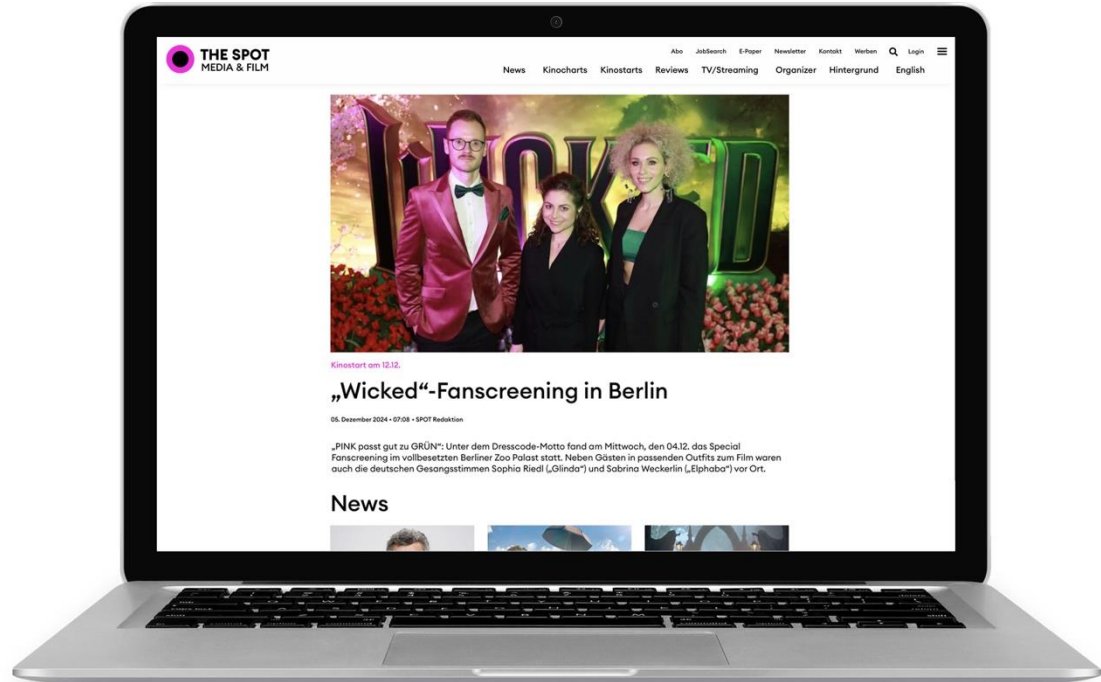 THE SPOT
MEDIA & FILM
Abo JobSearch E-Paper Newsletter Kontakt Werben Login
News Kinocharts Kinostarts Reviews TV/Streaming Organizer Hintergrund English
WICKED
Kinostart am 12.12.
„Wicked“-Fanscreening in Berlin
05. Dezember 2024 • 07:08 • SPOT Redaktion
„PINK passt gut zu GRÜN“: Unter dem Dresscode-Motto fand am Mittwoch, den 04.12. das Special
Fanscreening im vollbesetzten Berliner Zoo Palast statt. Neben Gästen in passenden Outfits zum Film waren
auch die deutschen Gesangsstimmen Sophia Riedl („Glinda“) und Sabrina Weckerlin („Elphaba“) vor Ort.
News